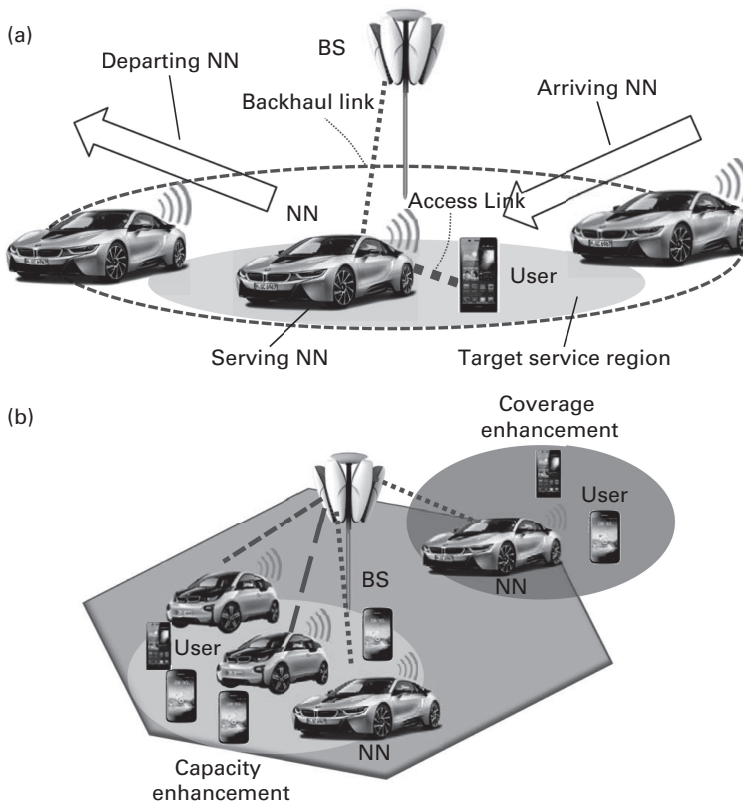 (a)
BS
Departing NN
Arriving NN
Backhaul link
NN
Access Link
User
Serving NN
Target service region
(b)
Coverage
enhancement
User
NN
BS
User
NN
Capacity
enhancement